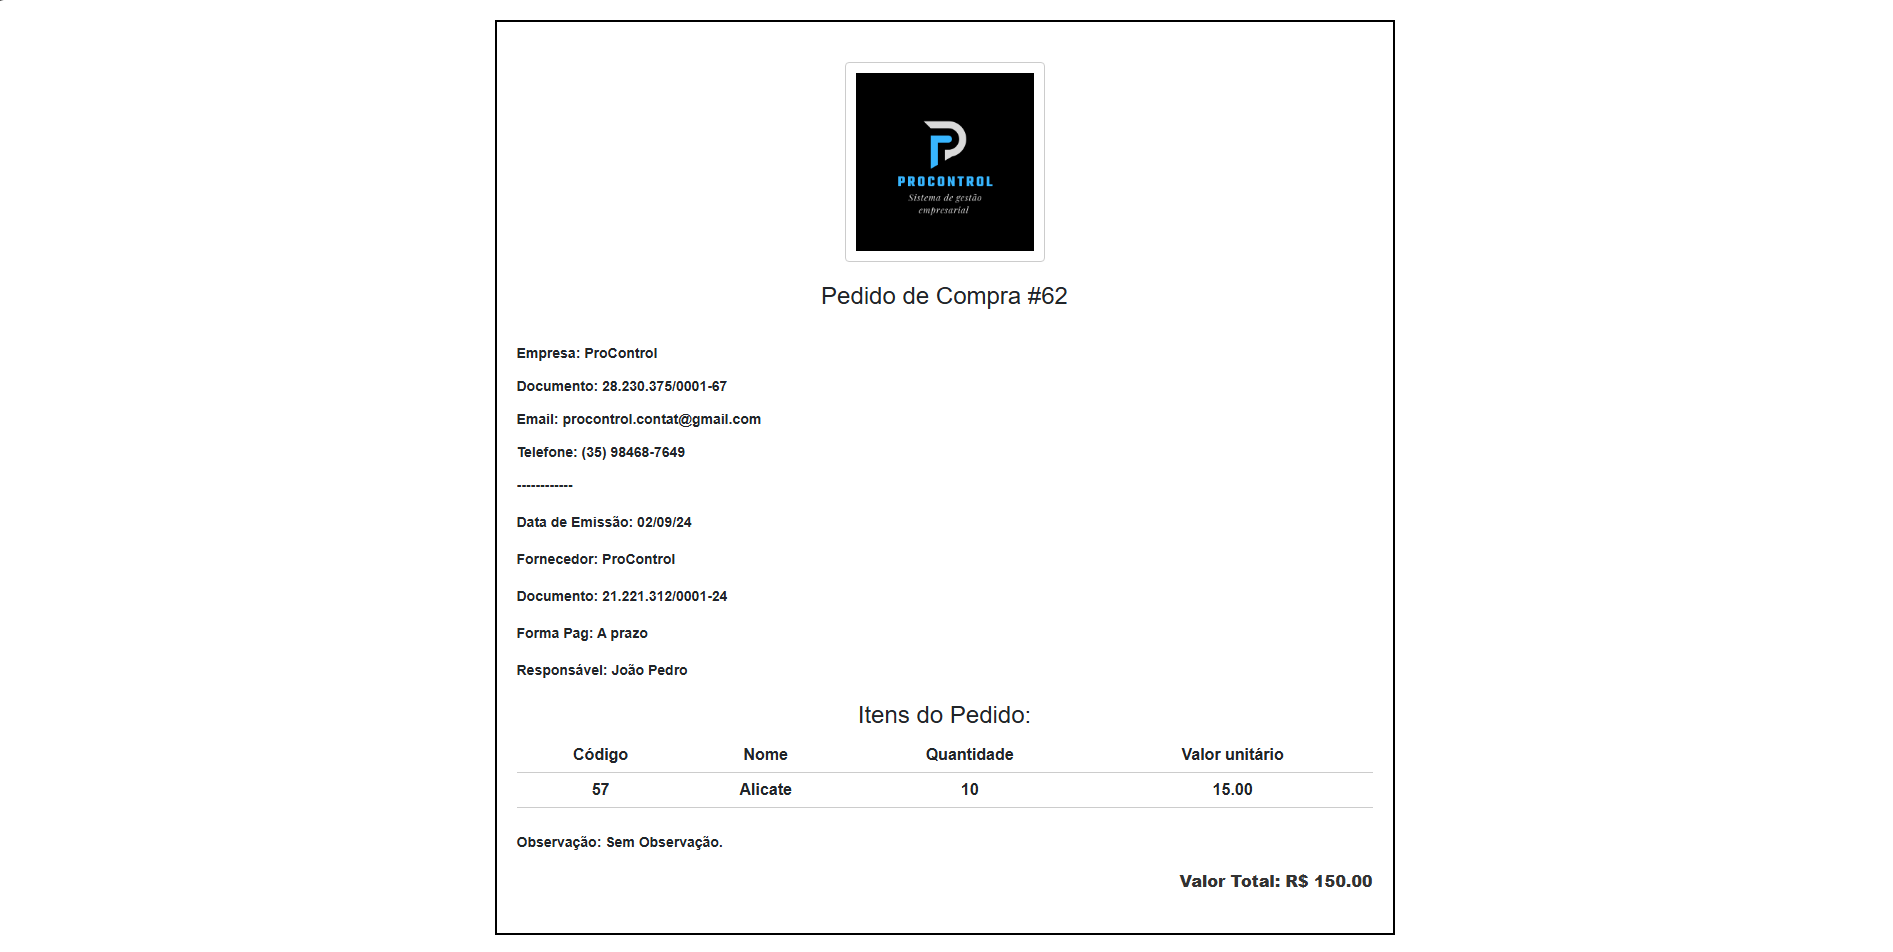 PROCONTROL
Sistema de gestão
empresarial
Pedido de Compra #62
Empresa: ProControl
Documento: 28.230.375/0001-67
Email: procontrol.contat@gmail.com
Telefone: (35) 98468-7649
------------
Data de Emissão: 02/09/24
Fornecedor: ProControl
Documento: 21.221.312/0001-24
Forma Pag: A prazo
Responsável: João Pedro
Itens do Pedido:
Código Nome Quantidade Valor unitário
57 Alicate 10 15.00
Observação: Sem Observação.
Valor Total: R$ 150.00